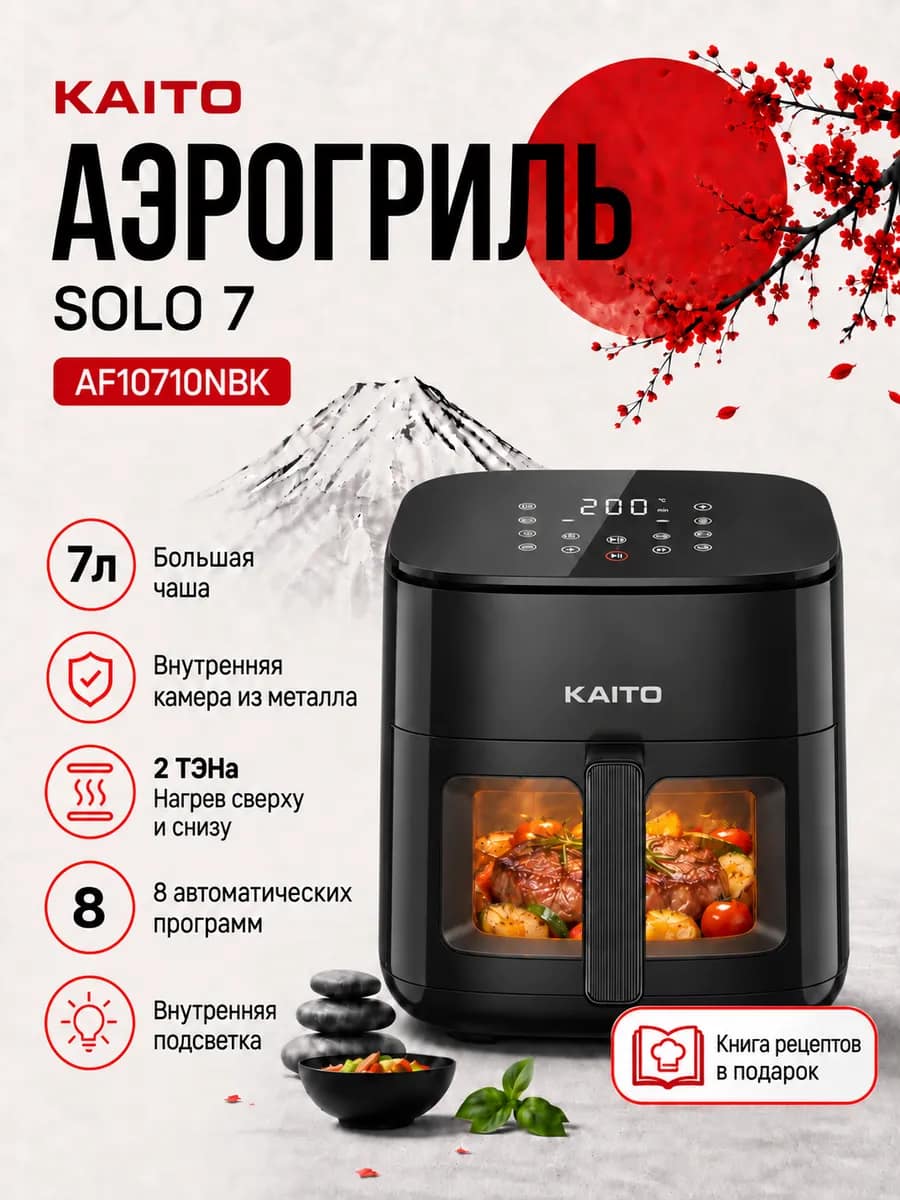 KAITO
АЭРОГРИЛЬ
SOLO 7
AF10710NBK
7л
Большая
чаша
Внутренняя
камера из металла
2 ТЭНа
Нагрев сверху
и снизу
8
8 автоматических
программ
Внутренняя
подсветка
200 °C
min
KAITO
Книга рецептов
в подарок